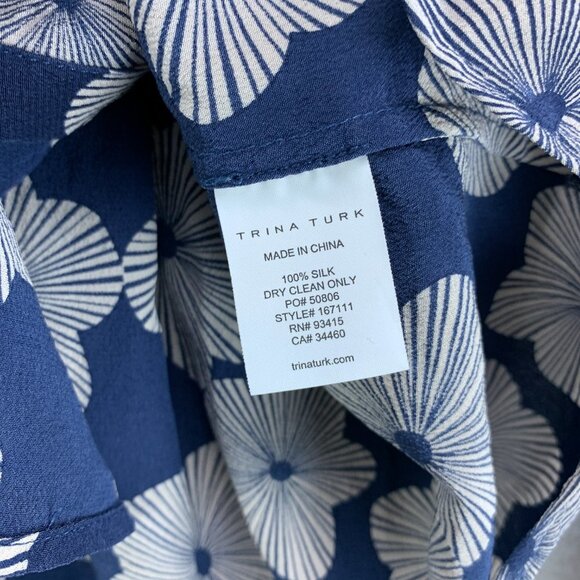 TRINA TURK
MADE IN CHINA
100% SILK
DRY CLEAN ONLY
PO# 50806
STYLE# 167111
RN# 93415
CA# 34460
trinaturk.com